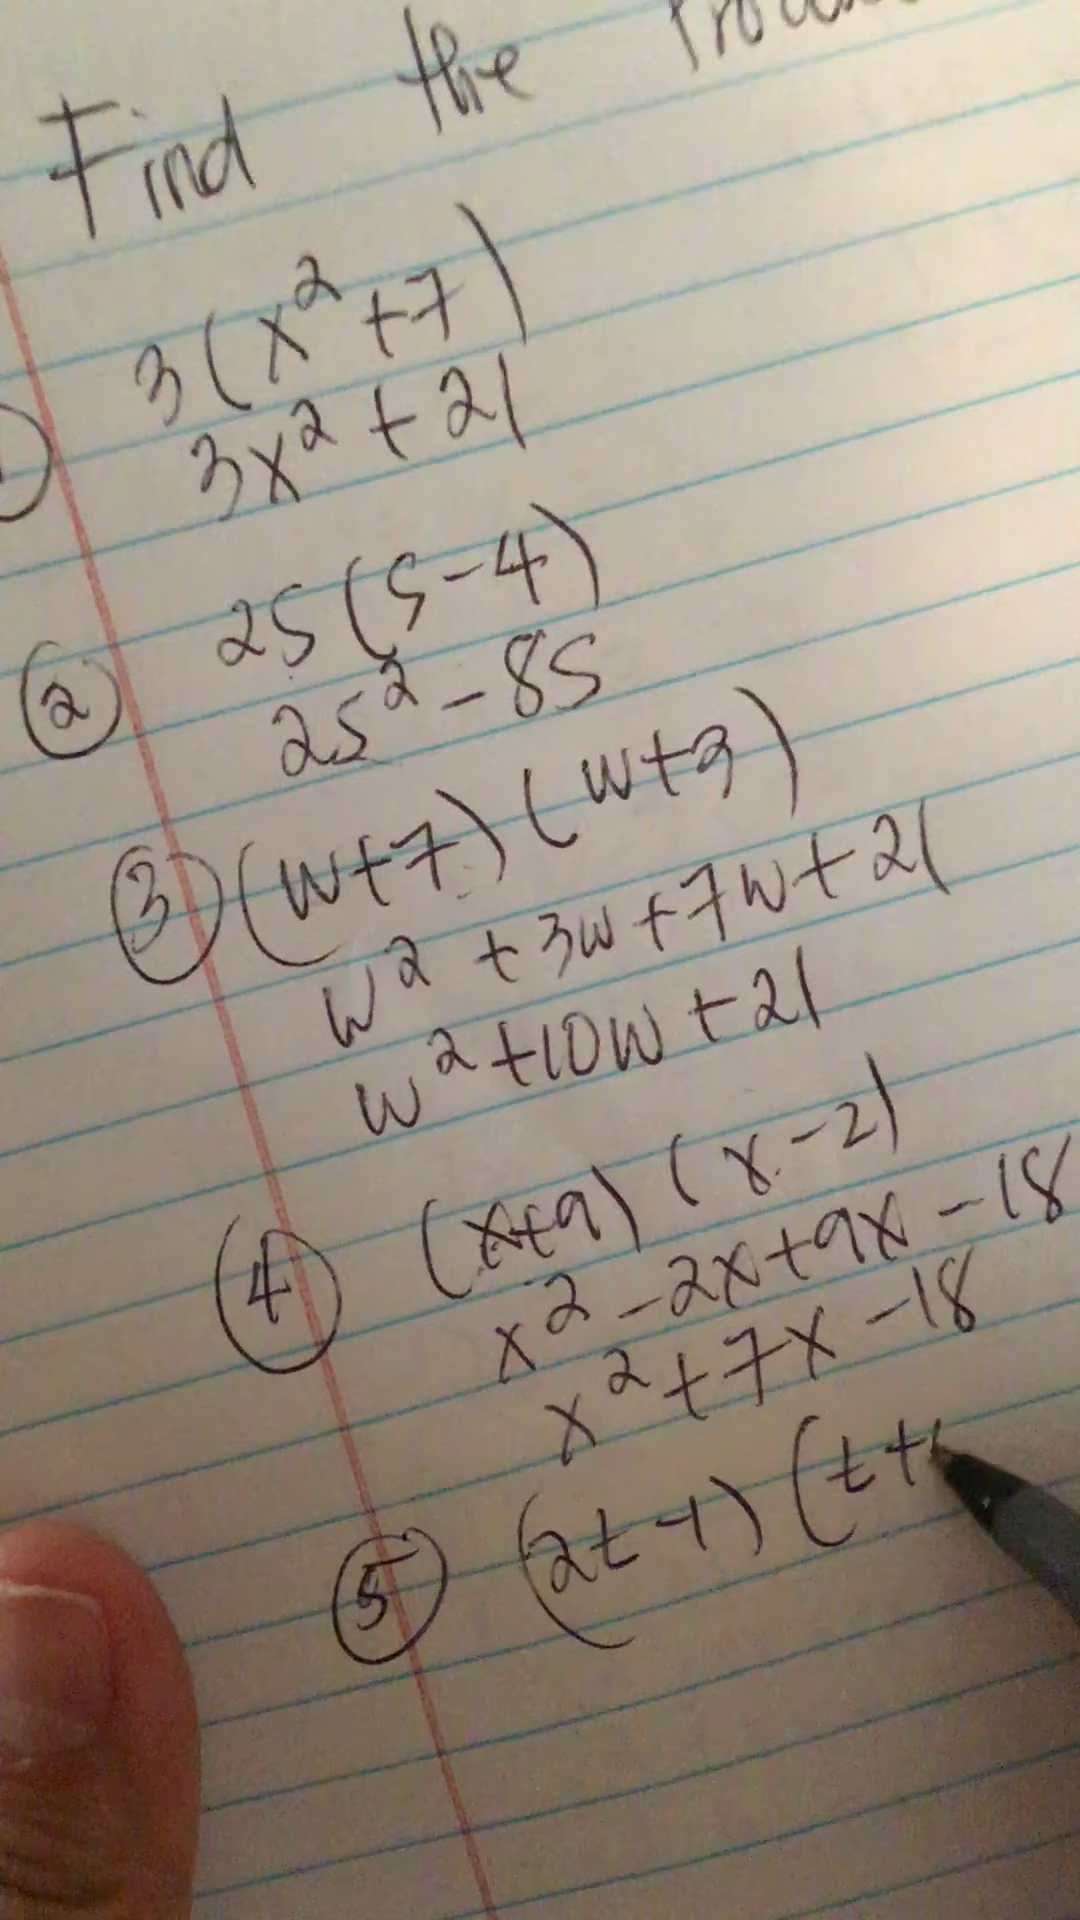 Find the
3(x²+7)
3x²+21
② 2s(s-4)
2s²-8s
③ (w+7)(w+3)
w²+3w+7w+21
w²+10w+21
④ (x+9)(x-2)
x²-2x+9x-18
x²+7x-18
⑤ (2t-1)(t+